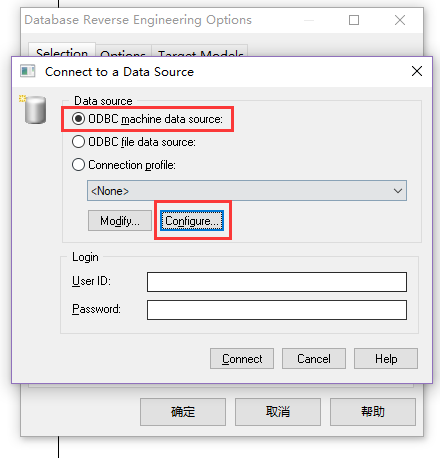 Database Reverse Engineering Options
Selection Options Target Models
Connect to a Data Source
Data source
ODBC machine data source:
ODBC file data source:
Connection profile:
<None>
Modify... Configure...
Login
User ID:
Password:
Connect Cancel Help
确定 取消 帮助